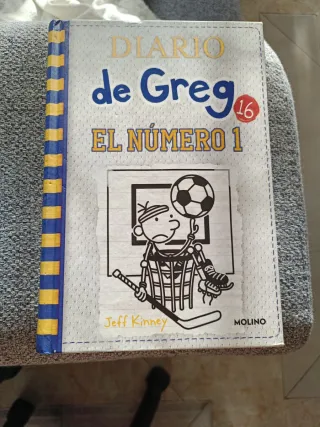 DIARIO
de Greg
16
EL NÚMERO 1
Jeff Kinney
MOLINO